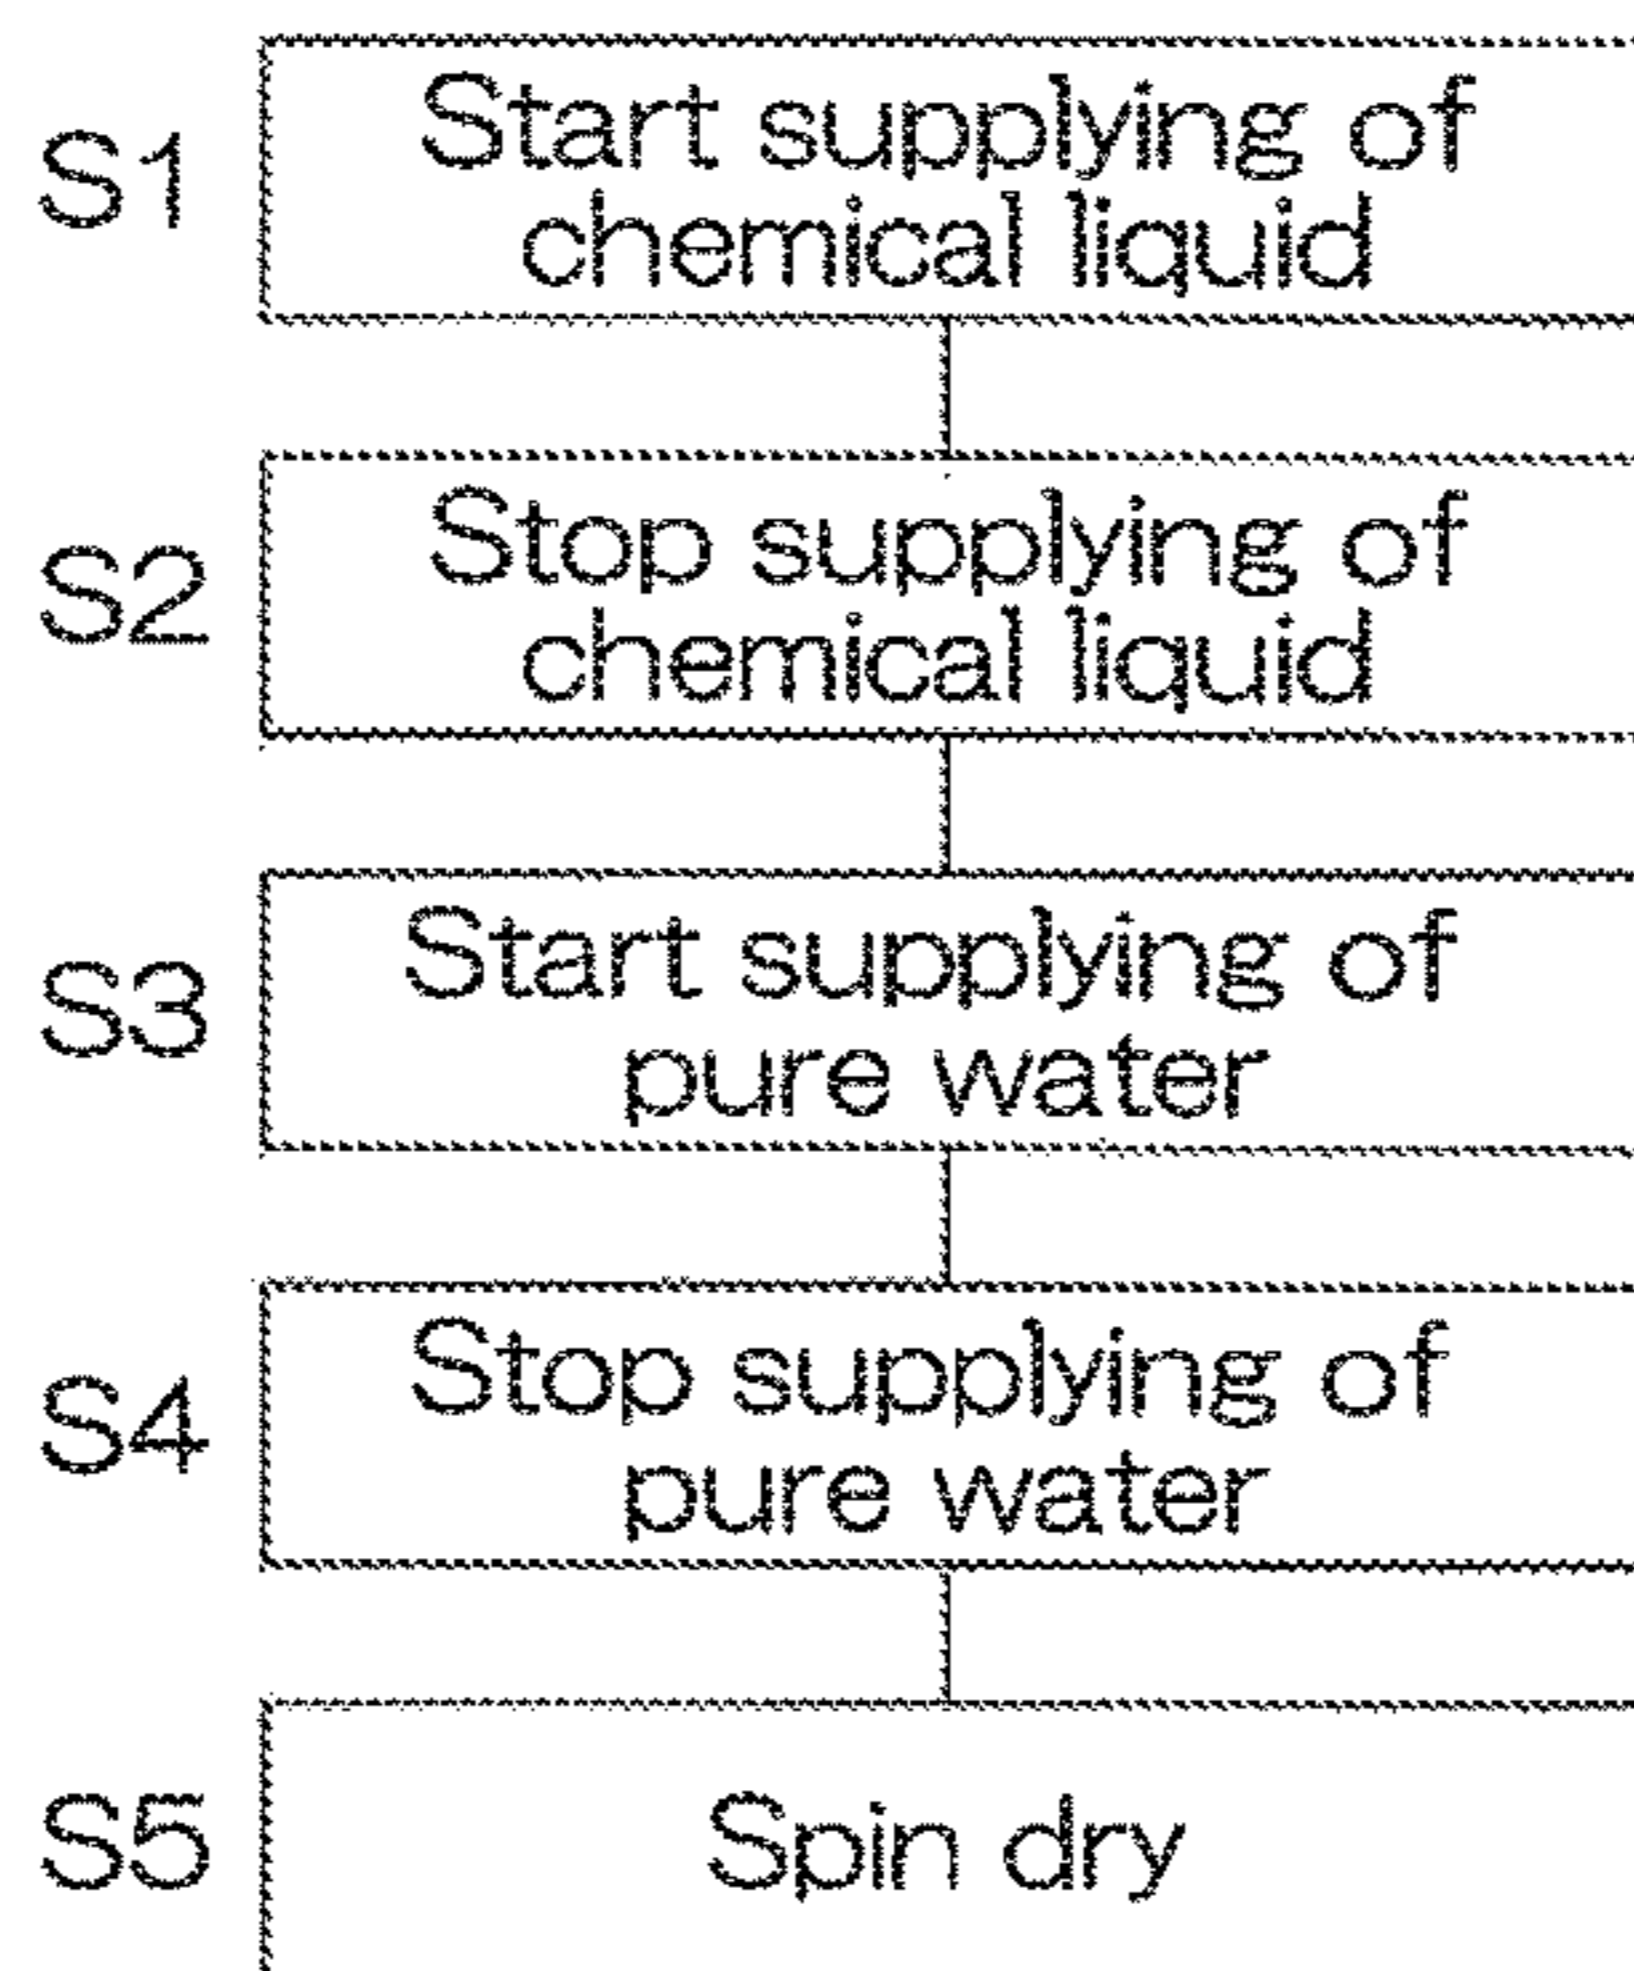 S1
Start supplying of
chemical liquid
S2
Stop supplying of
chemical liquid
S3
Start supplying of
pure water
S4
Stop supplying of
pure water
S5
Spin dry